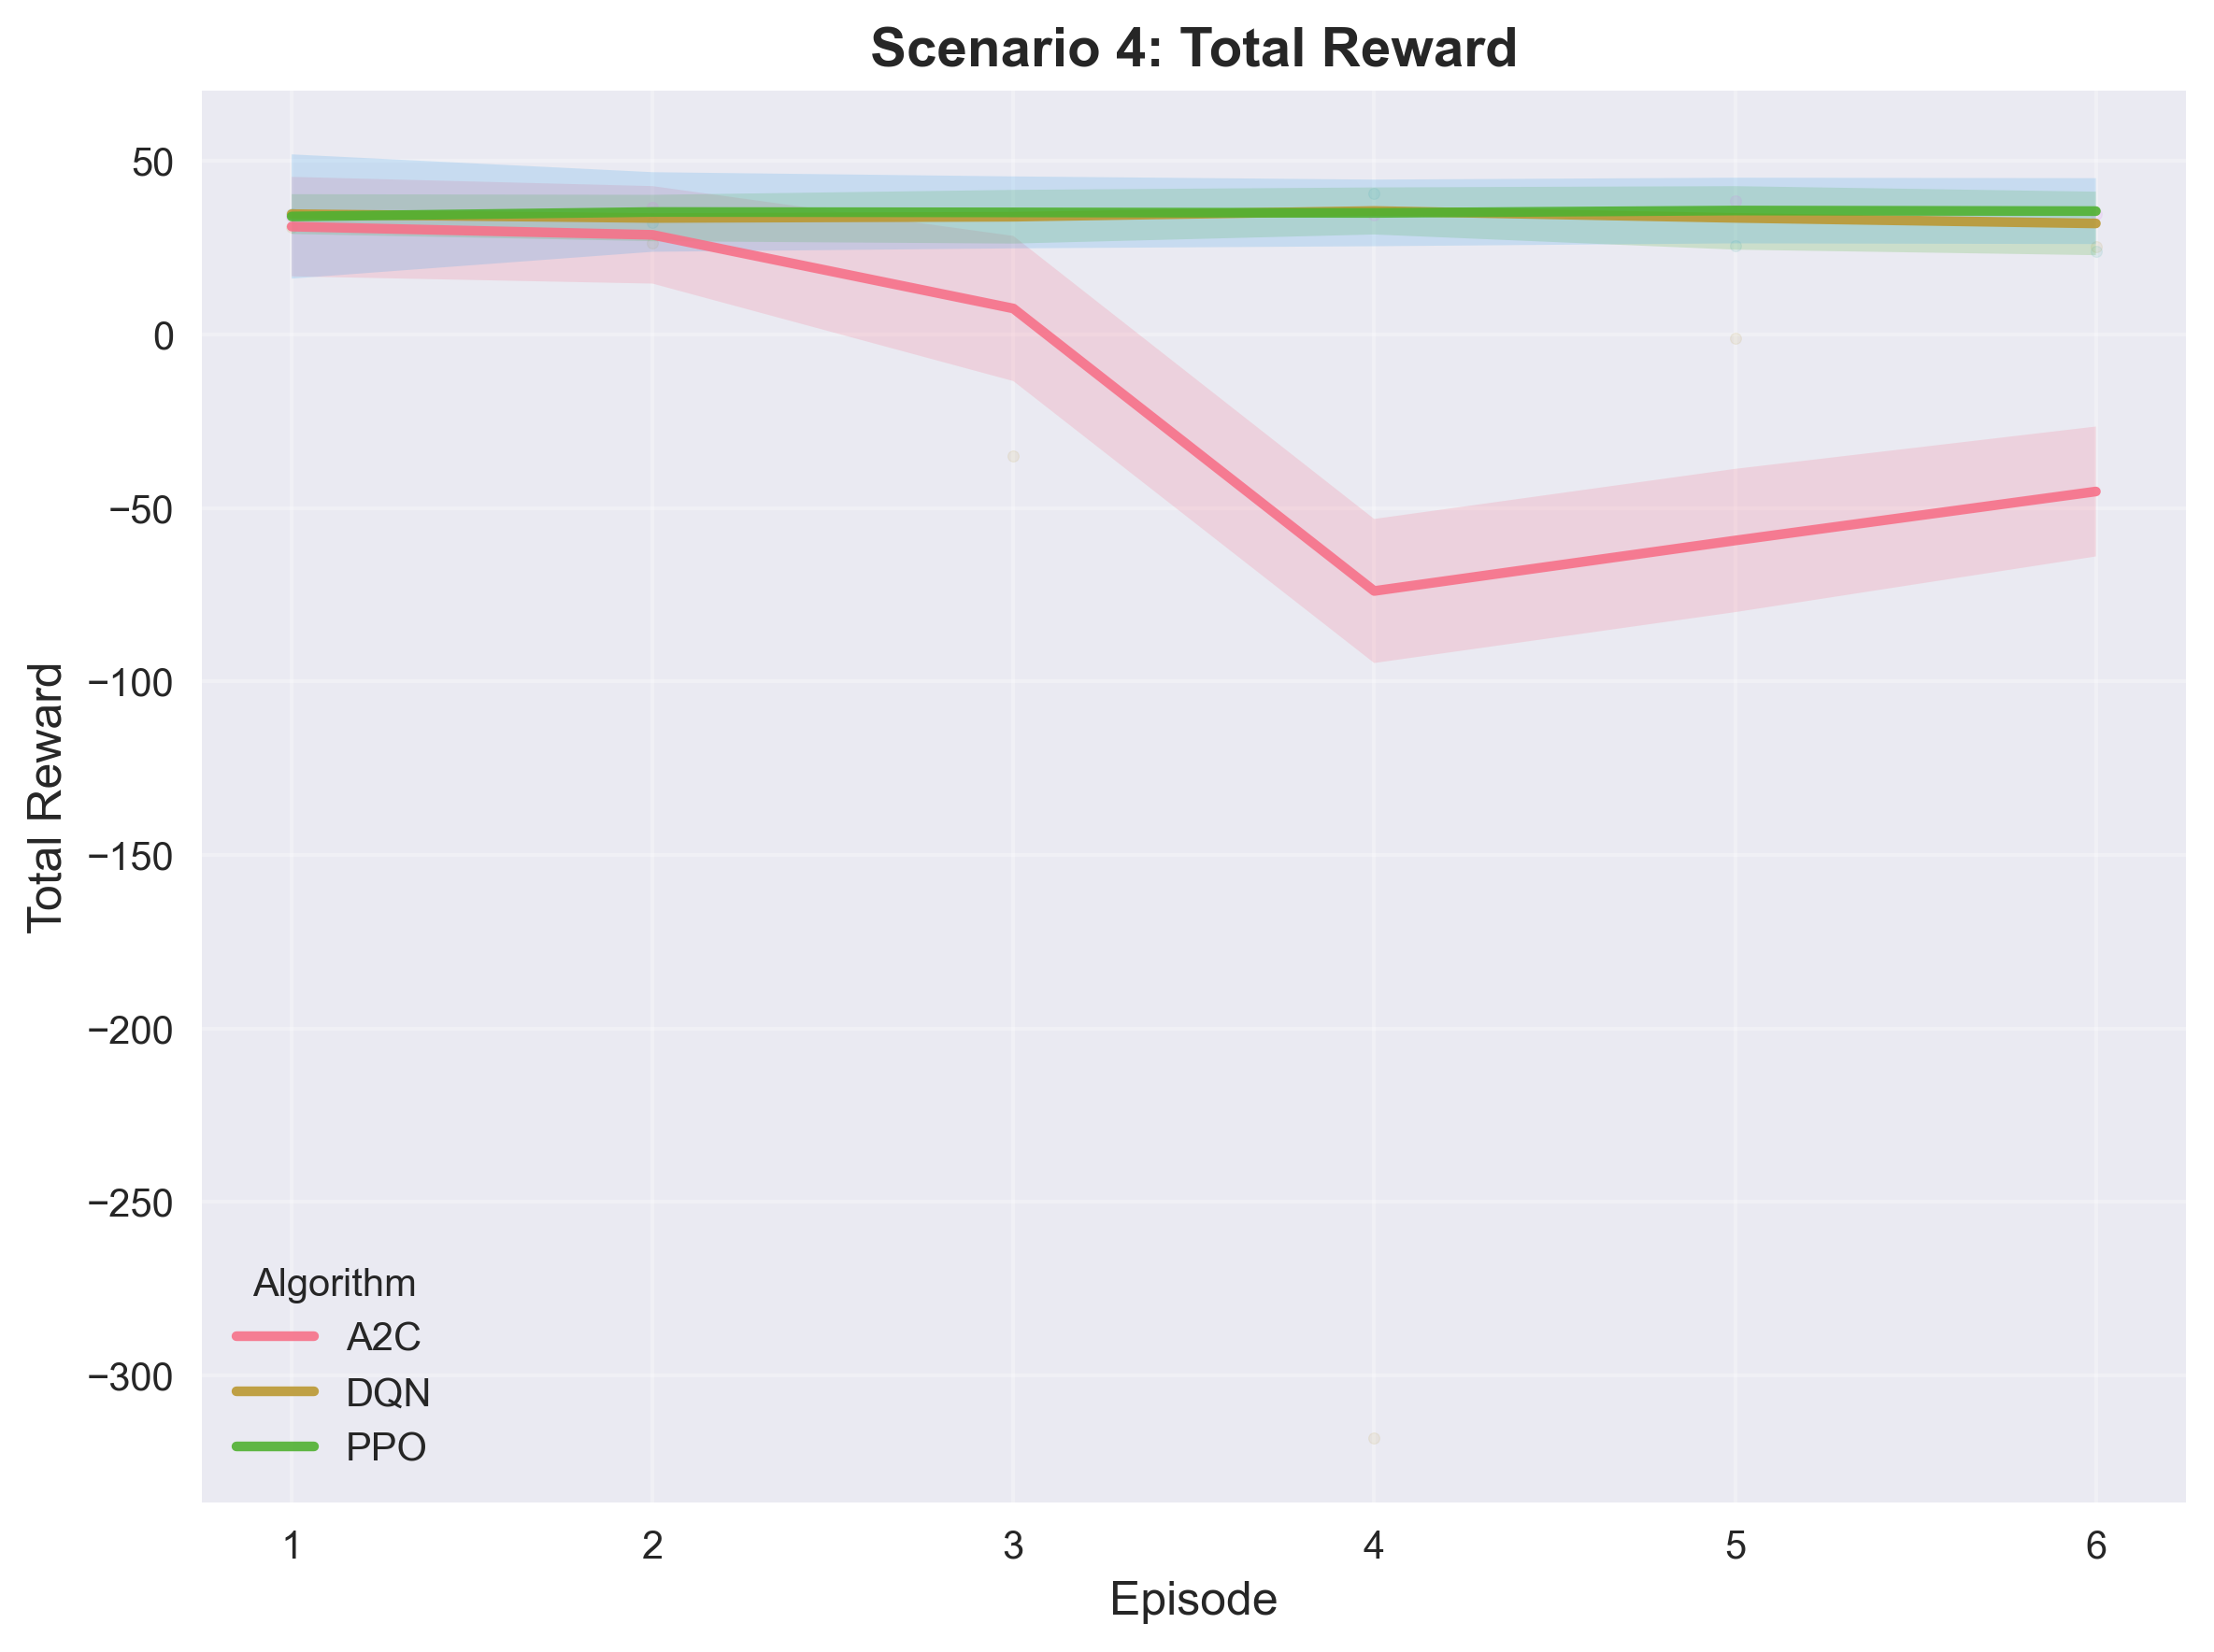 Scenario 4: Total Reward
Total Reward
50
0
−50
−100
−150
−200
−250
−300
Algorithm
A2C
DQN
PPO
1 2 3 4 5 6
Episode